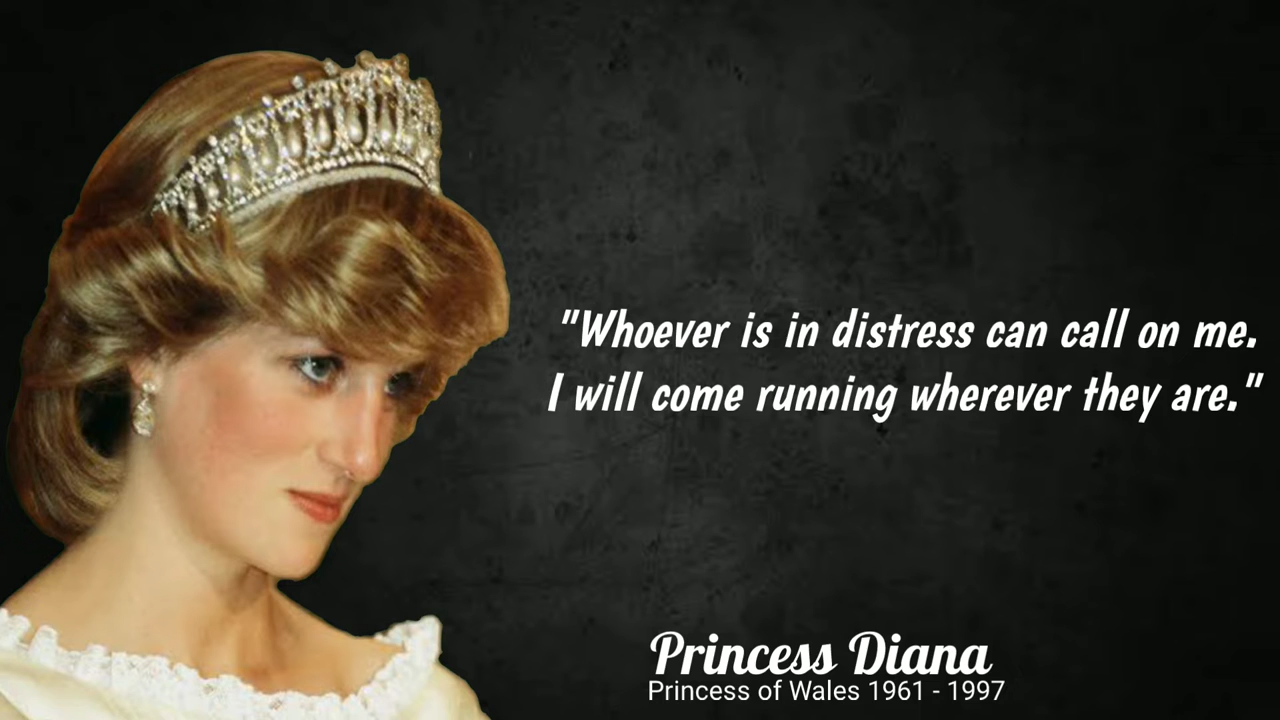 "Whoever is in distress can call on me.
I will come running wherever they are."
Princess Diana
Princess of Wales 1961 - 1997